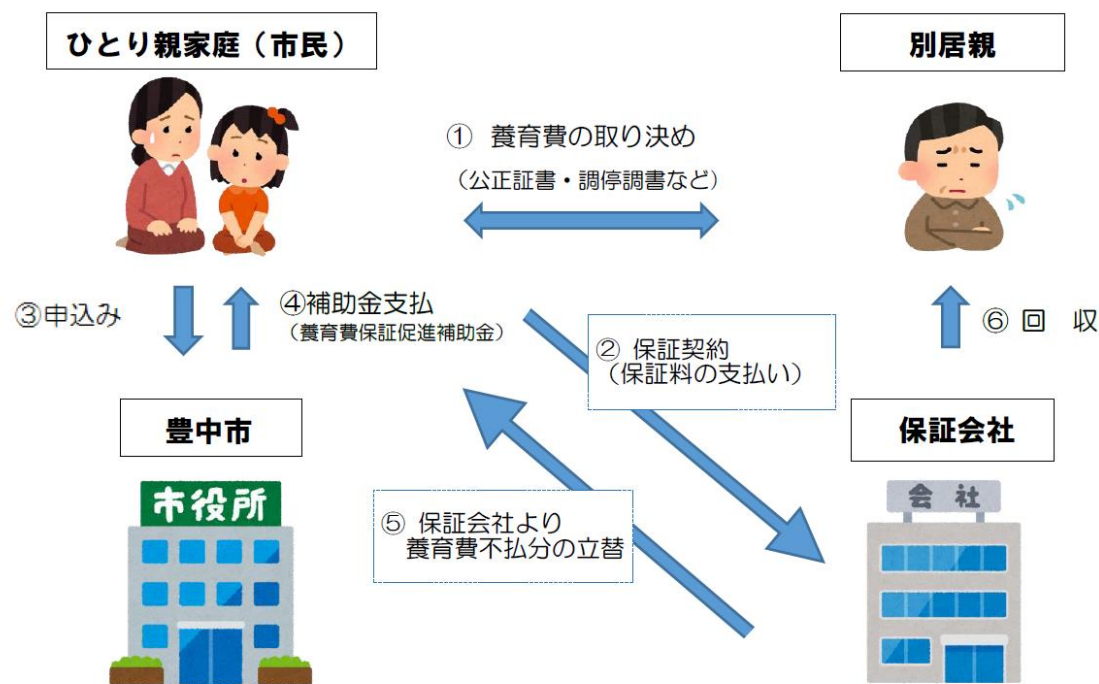 ひとり親家庭(市民)
別居親
① 養育費の取り決め
(公正証書・調停調書など)
③申込み
④補助金支払
(養育費保証促進補助金)
② 保証契約
(保証料の支払い)
⑥ 回 収
豊中市
保証会社
市役所
会 社
⑤ 保証会社より
養育費不払分の立替